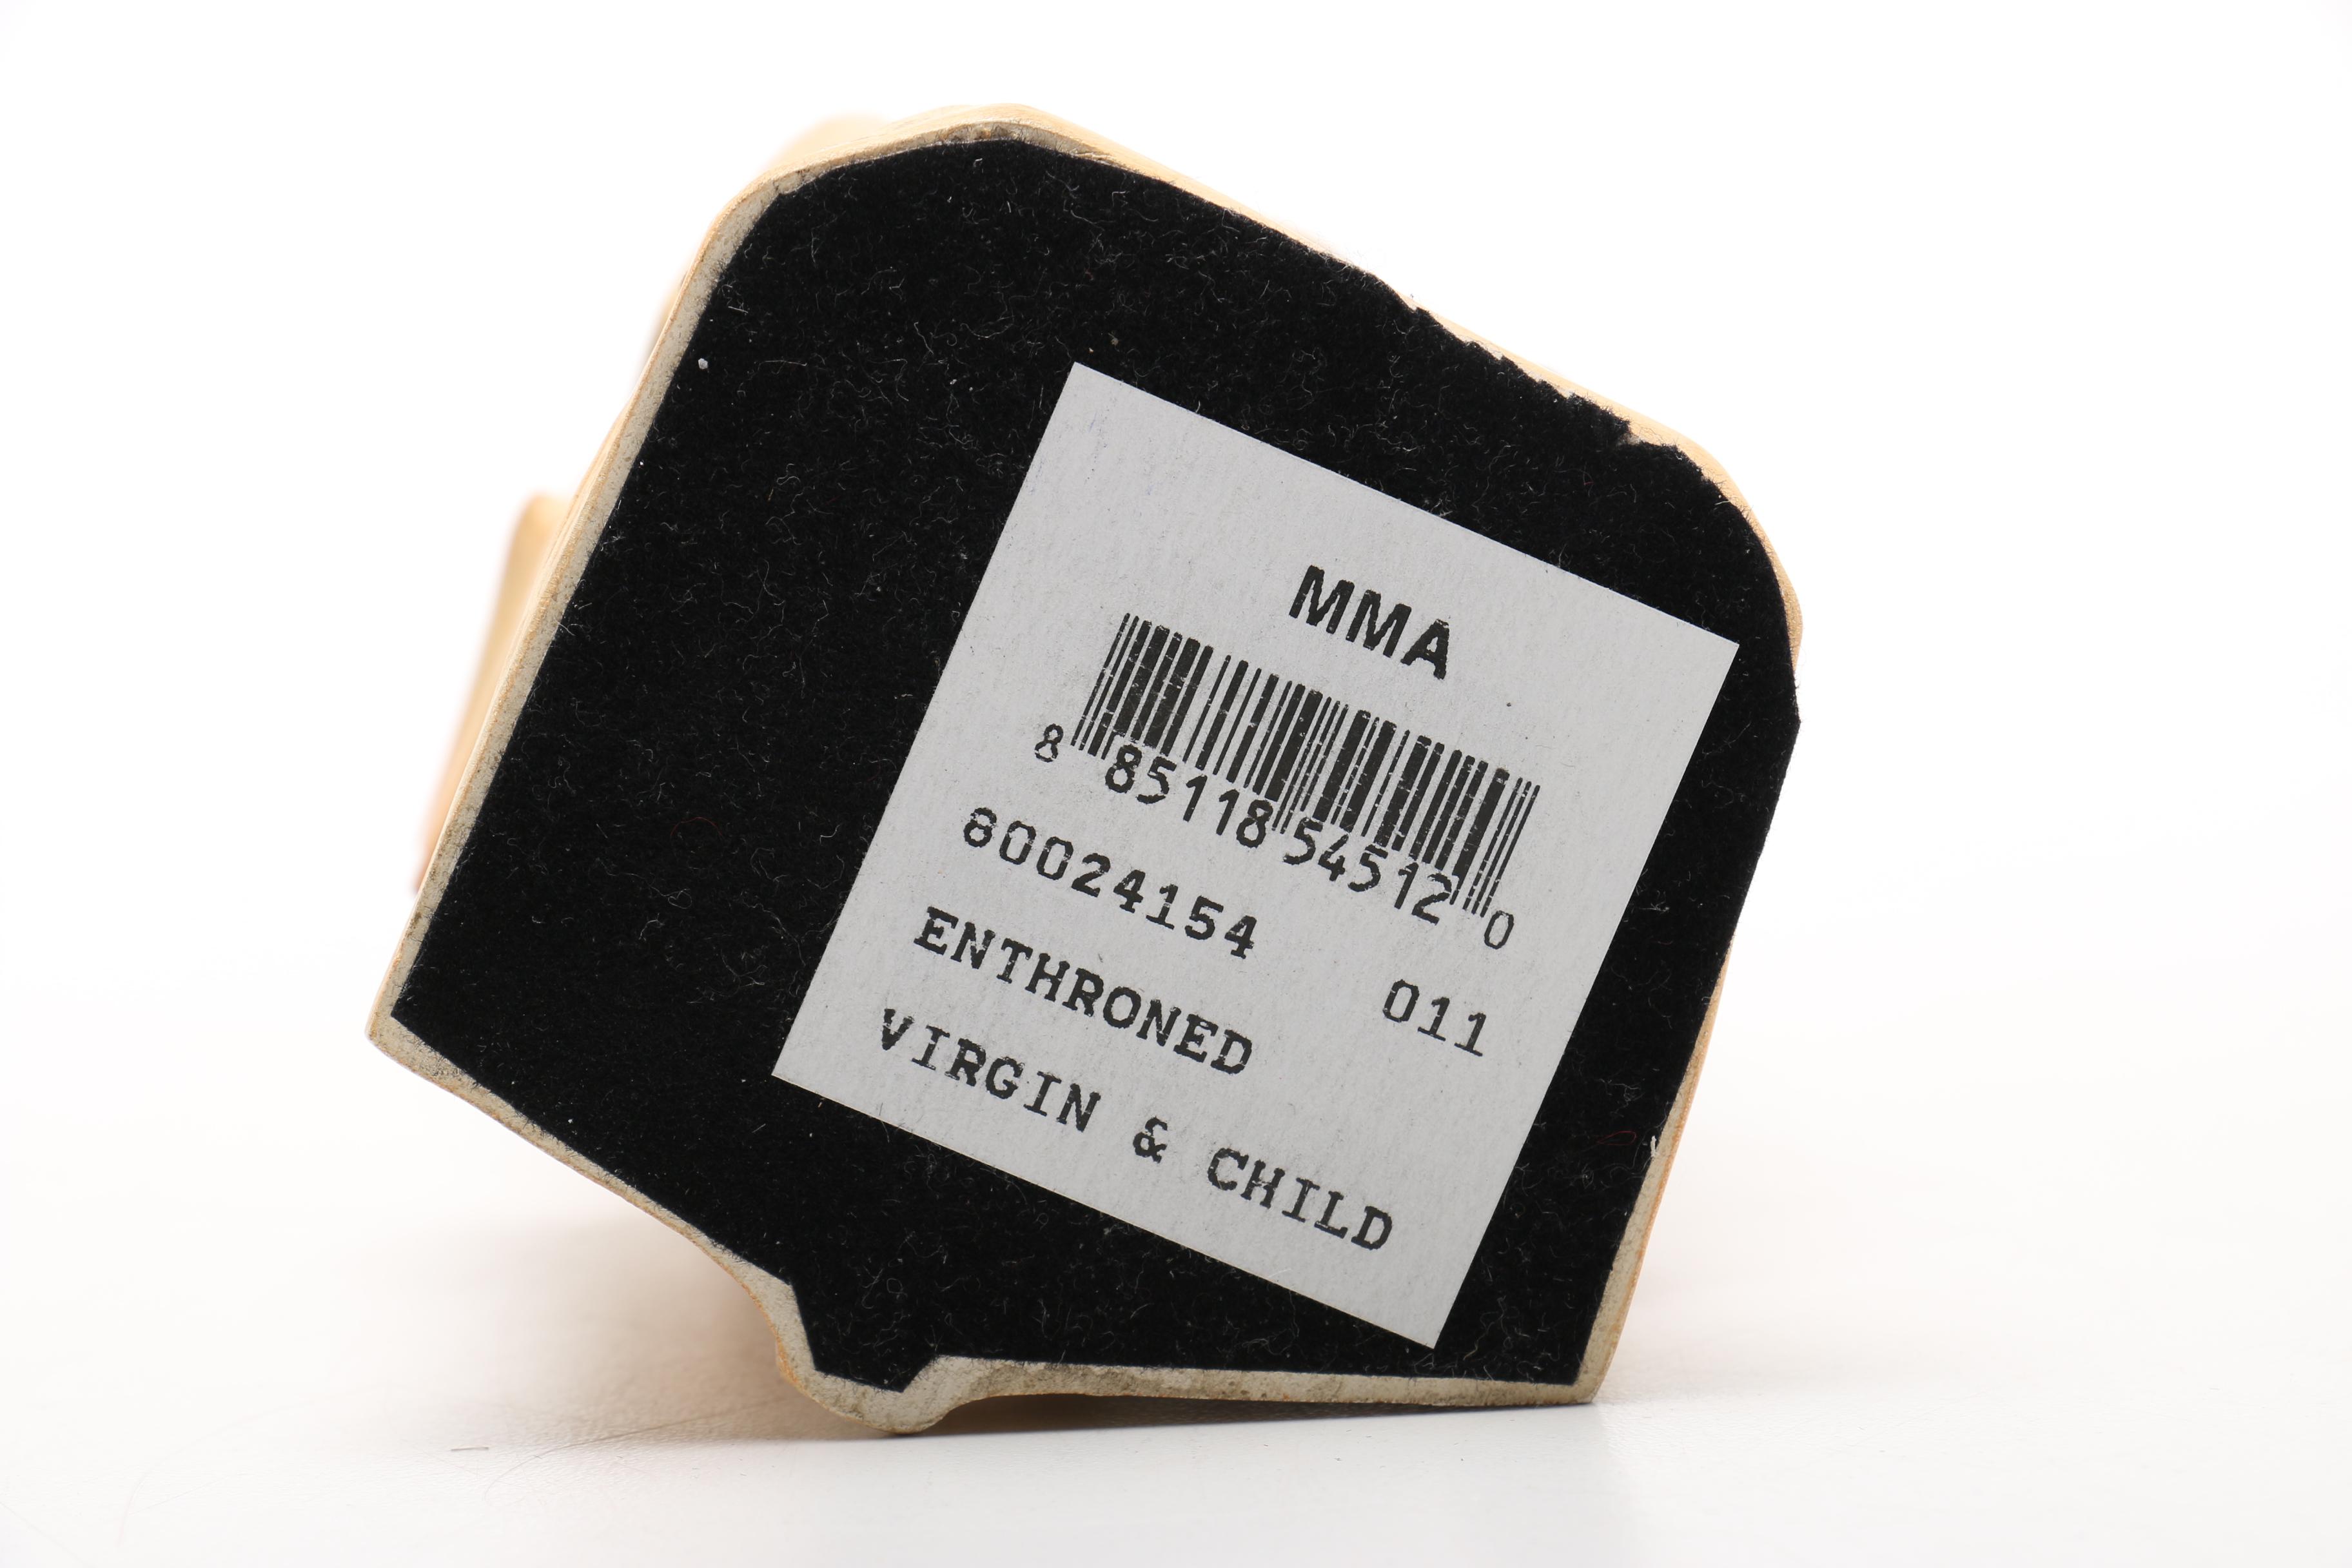 MMA
8 85118 54512 0
80024154
ENTHRONED 011
VIRGIN & CHILD